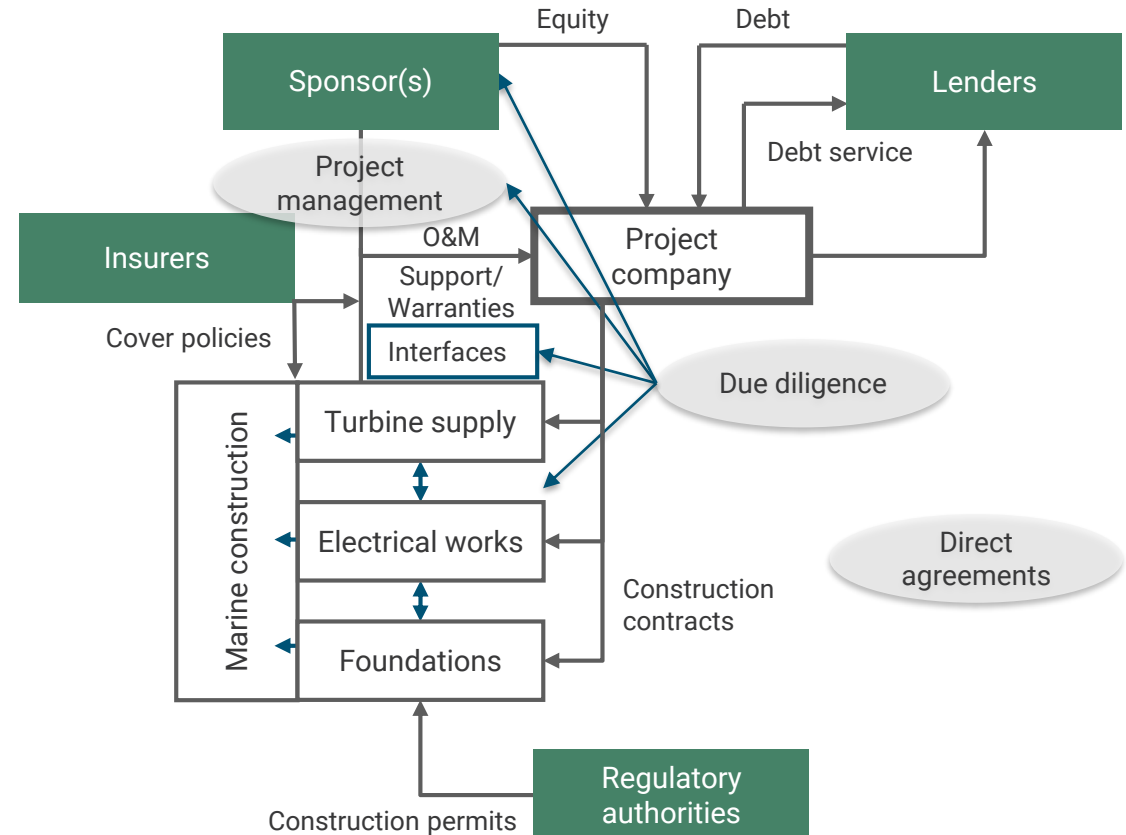 Equity
Debt
Sponsor(s)
Lenders
Debt service
Project
management
Insurers
O&M
Project
company
Support/
Warranties
Cover policies
Interfaces
Due diligence
Turbine supply
Marine construction
Electrical works
Direct
agreements
Construction
contracts
Foundations
Regulatory
authorities
Construction permits